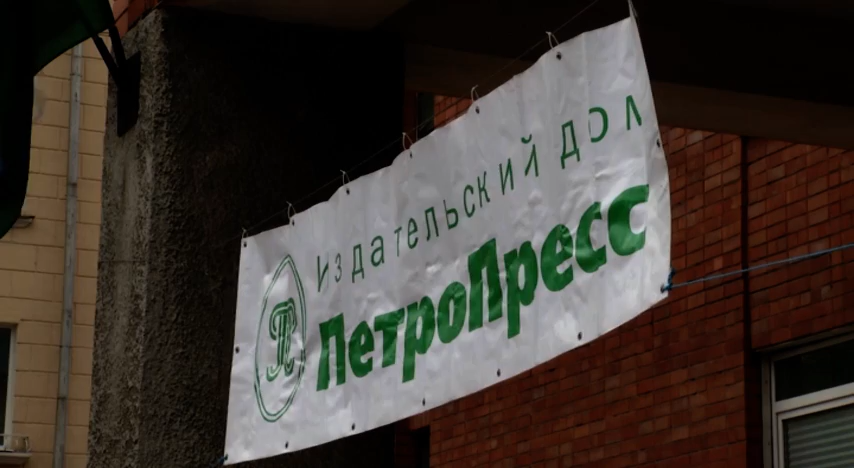 Издательский дом
ПетроПресс